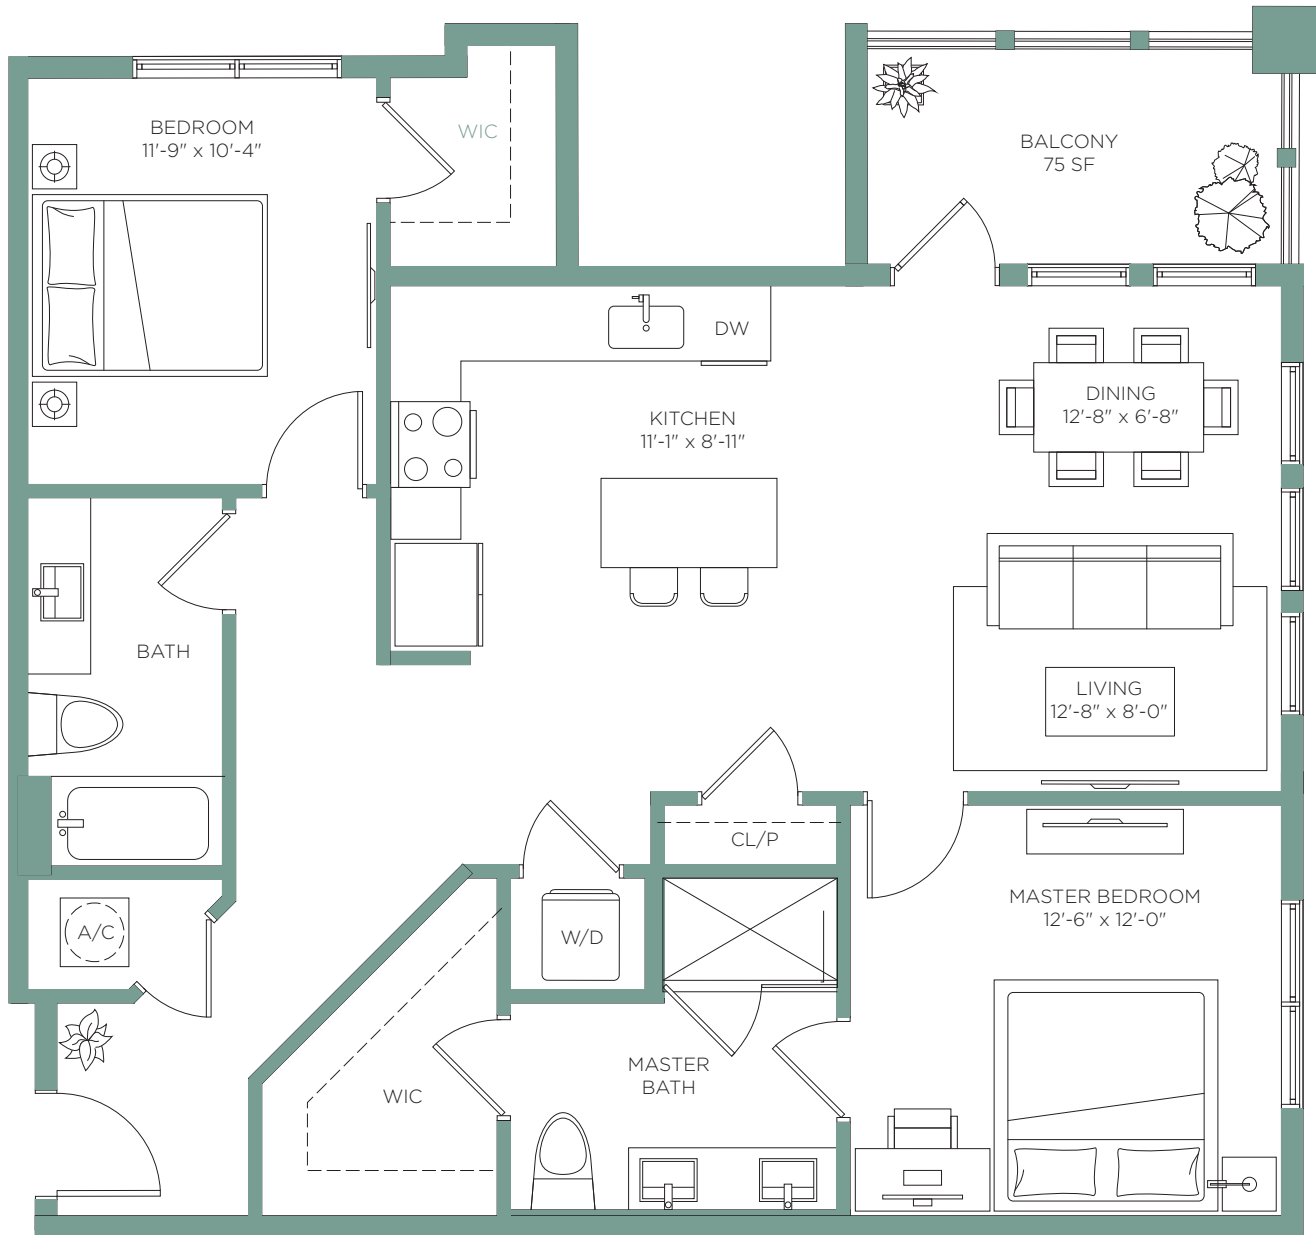 BEDROOM
11'-9" x 10'-4"
WIC
BALCONY
75 SF
DW
KITCHEN
11'-1" x 8'-11"
DINING
12'-8" x 6'-8"
BATH
LIVING
12'-8" x 8'-0"
CL/P
MASTER BEDROOM
12'-6" x 12'-0"
A/C
W/D
MASTER
BATH
WIC